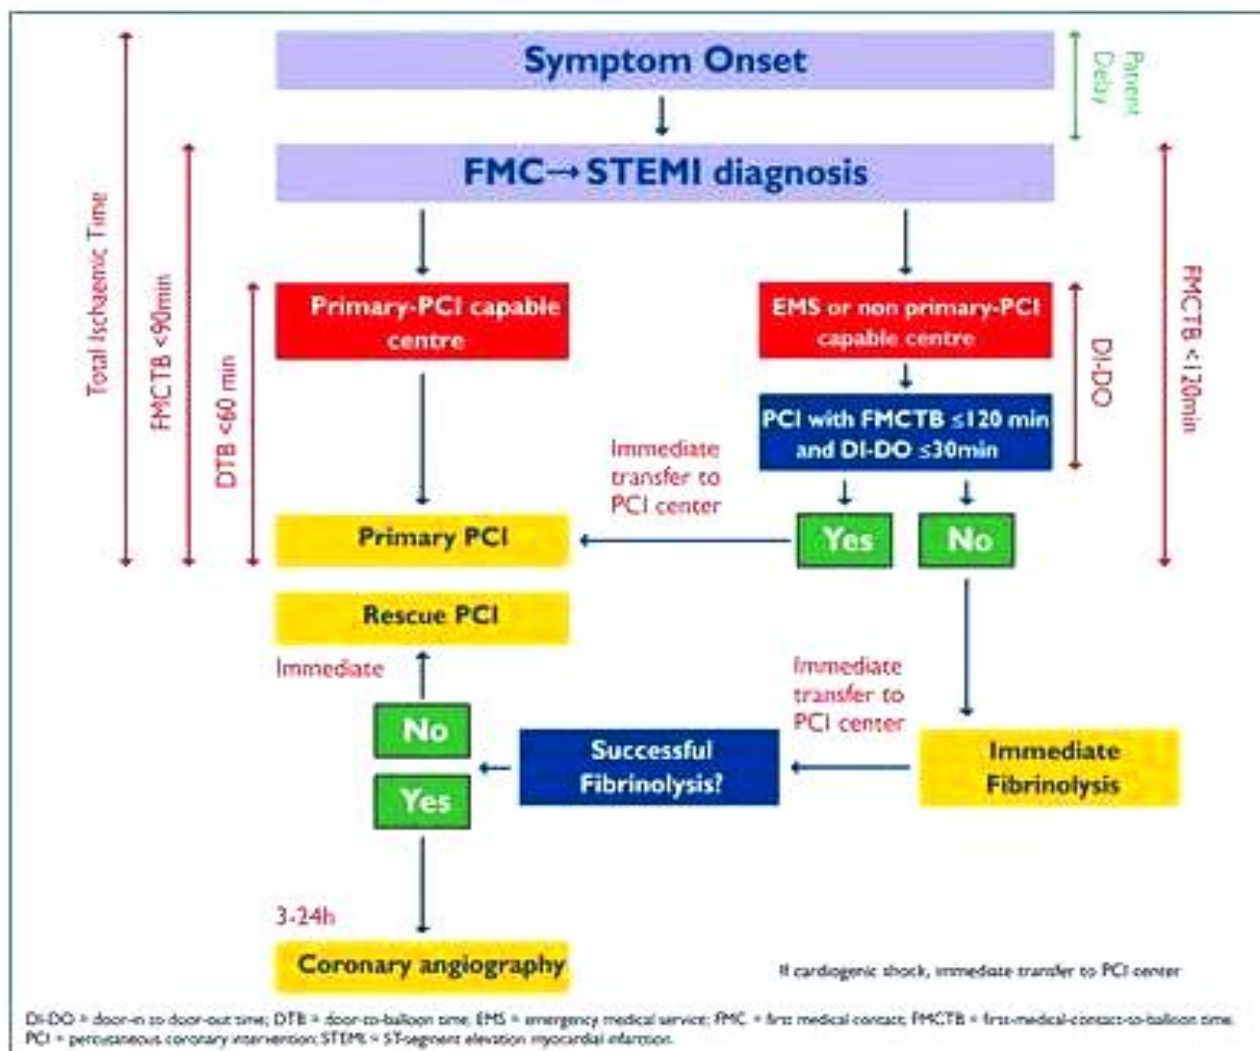 Symptom Onset
Patient
Delay
FMC→STEMI diagnosis
Total Ischaemic Time
FMCTB <90min
DTB <60 min
Primary-PCI capable
centre
EMS or non primary-PCI
capable centre
DI-DO
FMCTB <120min
PCI with FMCTB ≤120 min
and DI-DO ≤30min
Immediate
transfer to
PCI center
Primary PCI
Yes
No
Rescue PCI
Immediate
No
Yes
Successful
Fibrinolysis?
Immediate
transfer to
PCI center
Immediate
Fibrinolysis
3-24h
Coronary angiography
If cardiogenic shock, immediate transfer to PCI center
DI-DO = door-in to door-out time; DTB = door-to-balloon time; EMS = emergency medical service; FMC = first medical contact; FMCTB = first-medical-contact-to-balloon time;
PCI = percutaneous coronary intervention; STEMI = ST-segment elevation myocardial infarction.